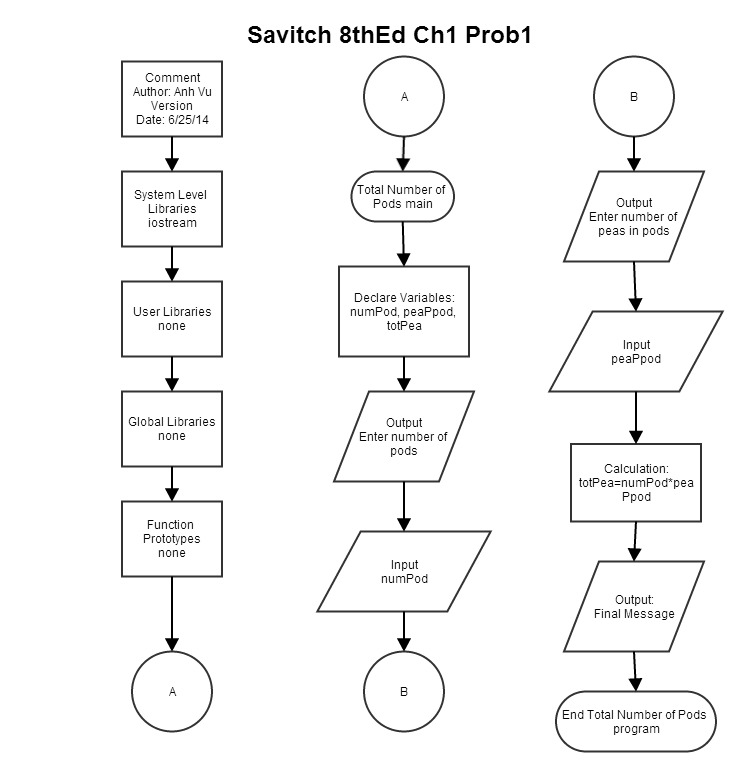 Savitch 8thEd Ch1 Prob1
Comment
Author: Anh Vu
Version
Date: 6/25/14
System Level
Libraries
iostream
User Libraries
none
Global Libraries
none
Function
Prototypes
none
A
A
Total Number of
Pods main
Declare Variables:
numPod, peaPpod,
totPea
Output
Enter number of
pods
Input
numPod
B
B
Output
Enter number of
peas in pods
Input
peaPpod
Calculation:
totPea=numPod*pea
Ppod
Output:
Final Message
End Total Number of Pods
program